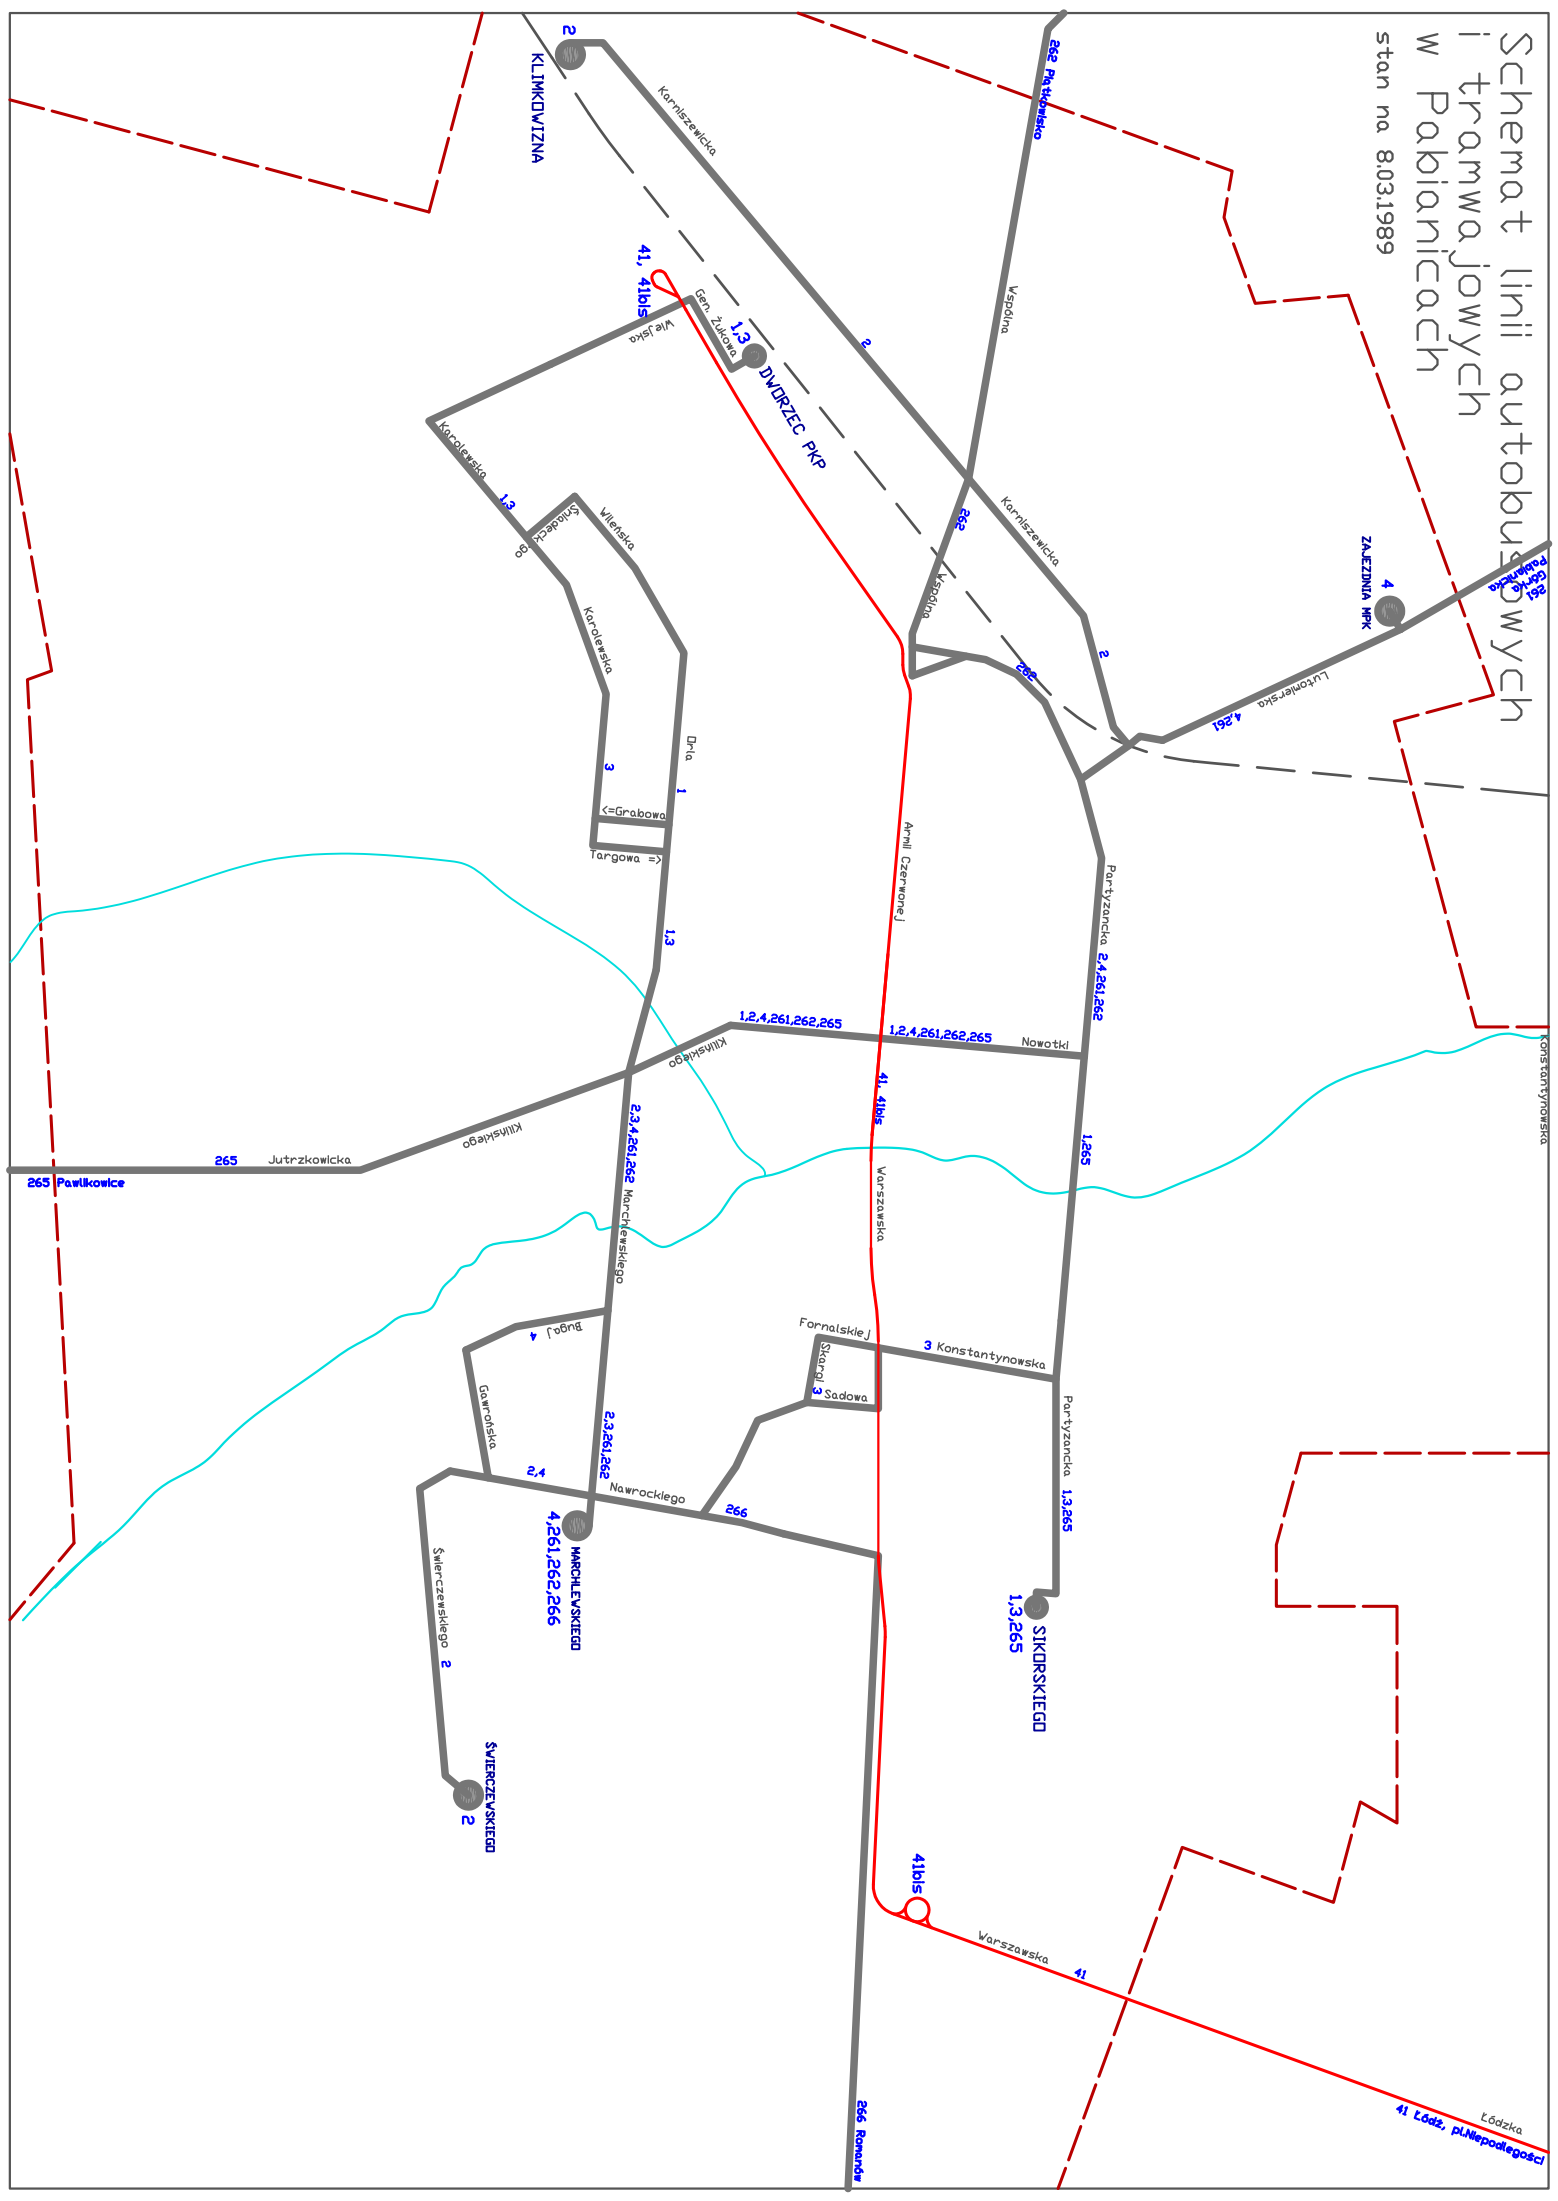 Schemat linii autobusowych
i tramwajowych
w Pabianicach
stan na 8.03.1989
2
KLIMKOWIZNA
Karniszewicka
262 Piątkowisko
Wspólna
2
41, 41bis
Gen. Żukowa
1,3
DWORZEC PKP
Wiejska
Karolewska
1,3
Śniadeckiego
Wileńska
262
Karniszewicka
Wspólna
262
2
ZAJEZDNIA MPK
4
261
Górka
Pabianicka
Lutomierska
4,261
Karolewska
3
Orla
1
<=Grabowa
Targowa =>
1,3
Armii Czerwonej
Partyzancka
2,4,261,262
1,2,4,261,262,265
1,2,4,261,262,265
Nowotki
Kilińskiego
Kilińskiego
Jutrzkowicka
265
265 Pawlikowice
41, 41bis
1,265
Konstantynowska
2,3,4,261,262
Marchlewskiego
Warszawska
Bugaj
4
Gawrońska
Fornalskiej
Skargi
3
Sadowa
3
Konstantynowska
Partyzancka
1,3,265
2,3,261,262
2,4
Nawrockiego
266
MARCHLEWSKIEGO
4,261,262,266
SIKORSKIEGO
1,3,265
Świerczewskiego
2
ŚWIERCZEWSKIEGO
2
41bis
Warszawska
41
Łódzka
41 Łódź, pl.Niepodległości
266 Romanów